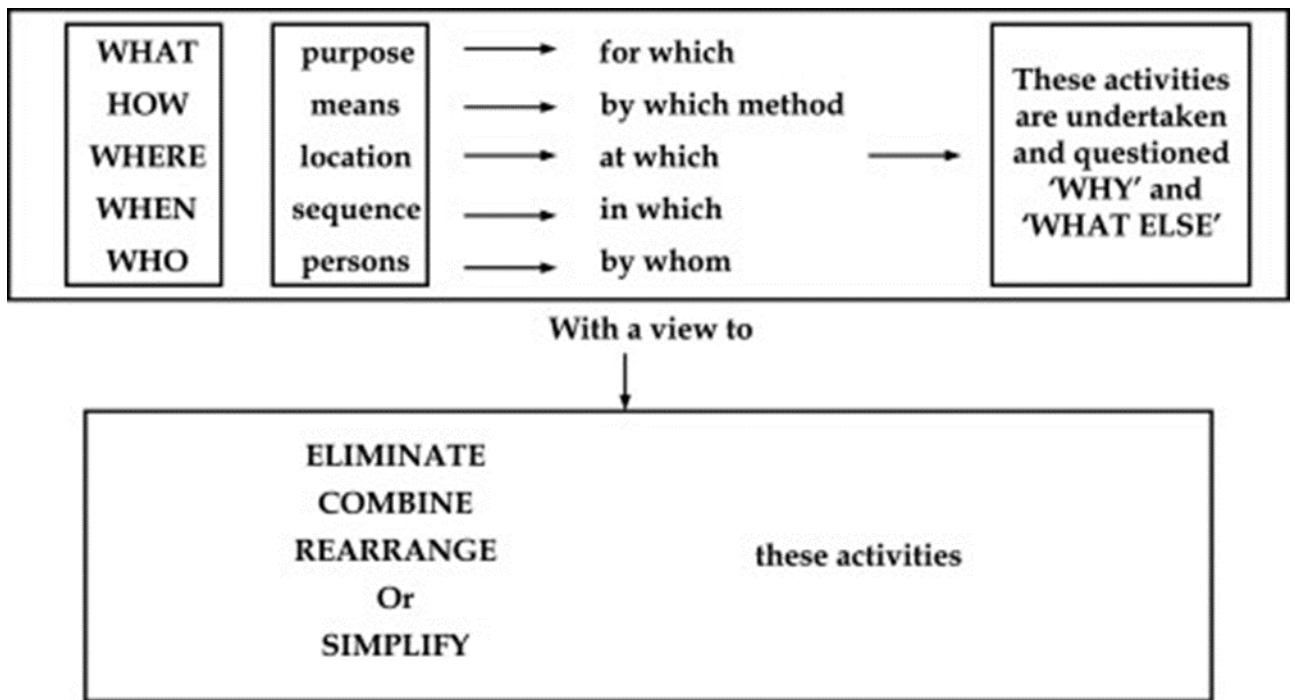 WHAT purpose for which
HOW means by which method
WHERE location at which
WHEN sequence in which
WHO persons by whom
These activities
are undertaken
and questioned
‘WHY’ and
‘WHAT ELSE’
With a view to
ELIMINATE
COMBINE
REARRANGE
Or
SIMPLIFY
these activities